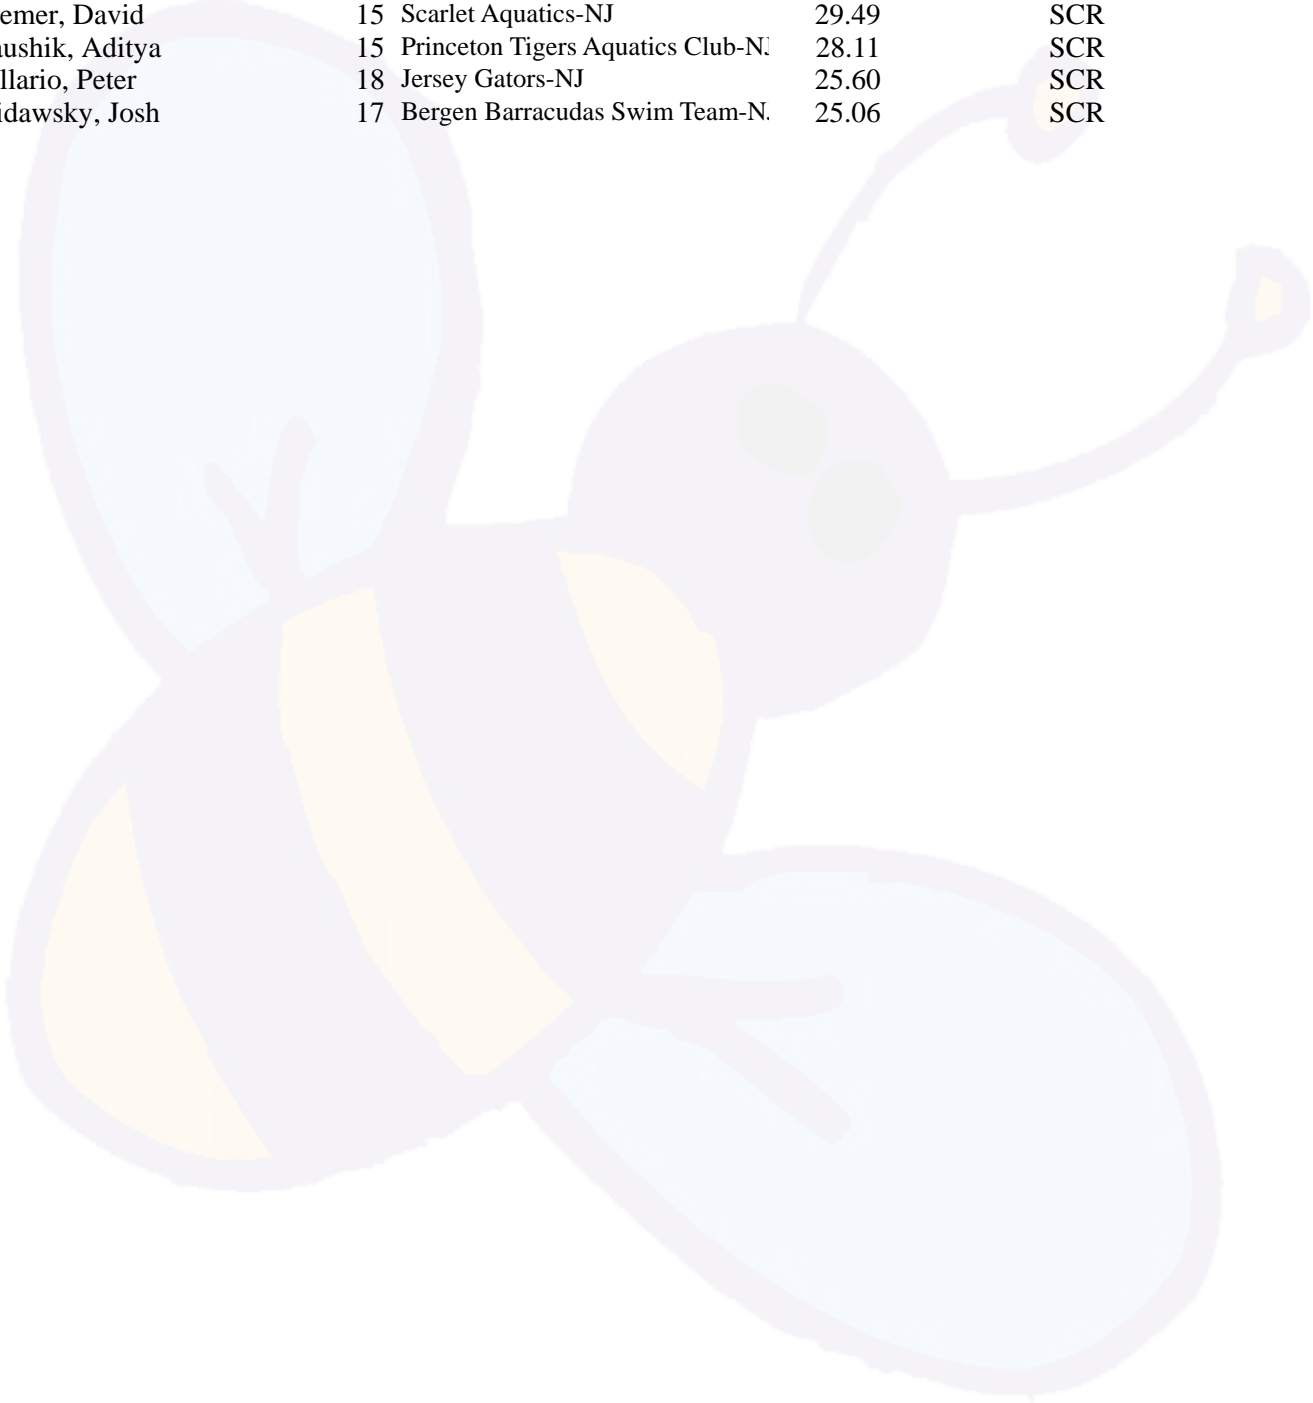 emer, David 15 Scarlet Aquatics-NJ 29.49 SCR
aushik, Aditya 15 Princeton Tigers Aquatics Club-NJ 28.11 SCR
llario, Peter 18 Jersey Gators-NJ 25.60 SCR
idawsky, Josh 17 Bergen Barracudas Swim Team-N. 25.06 SCR